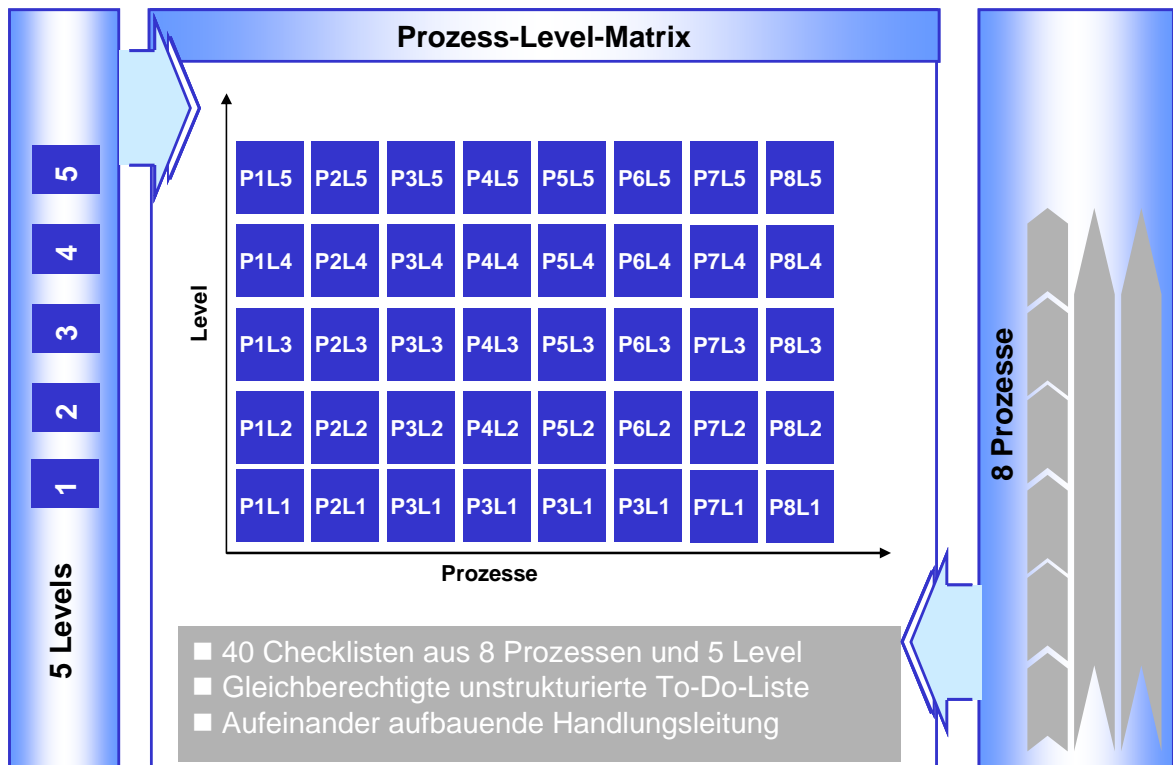 Prozess-Level-Matrix
5
4
3
2
1
5 Levels
Level
P1L5 P2L5 P3L5 P4L5 P5L5 P6L5 P7L5 P8L5
P1L4 P2L4 P3L4 P4L4 P5L4 P6L4 P7L4 P8L4
P1L3 P2L3 P3L3 P4L3 P5L3 P6L3 P7L3 P8L3
P1L2 P2L2 P3L2 P4L2 P5L2 P6L2 P7L2 P8L2
P1L1 P2L1 P3L1 P3L1 P3L1 P3L1 P7L1 P8L1
Prozesse
40 Checklisten aus 8 Prozessen und 5 Level
Gleichberechtigte unstrukturierte To-Do-Liste
Aufeinander aufbauende Handlungsleitung
8 Prozesse